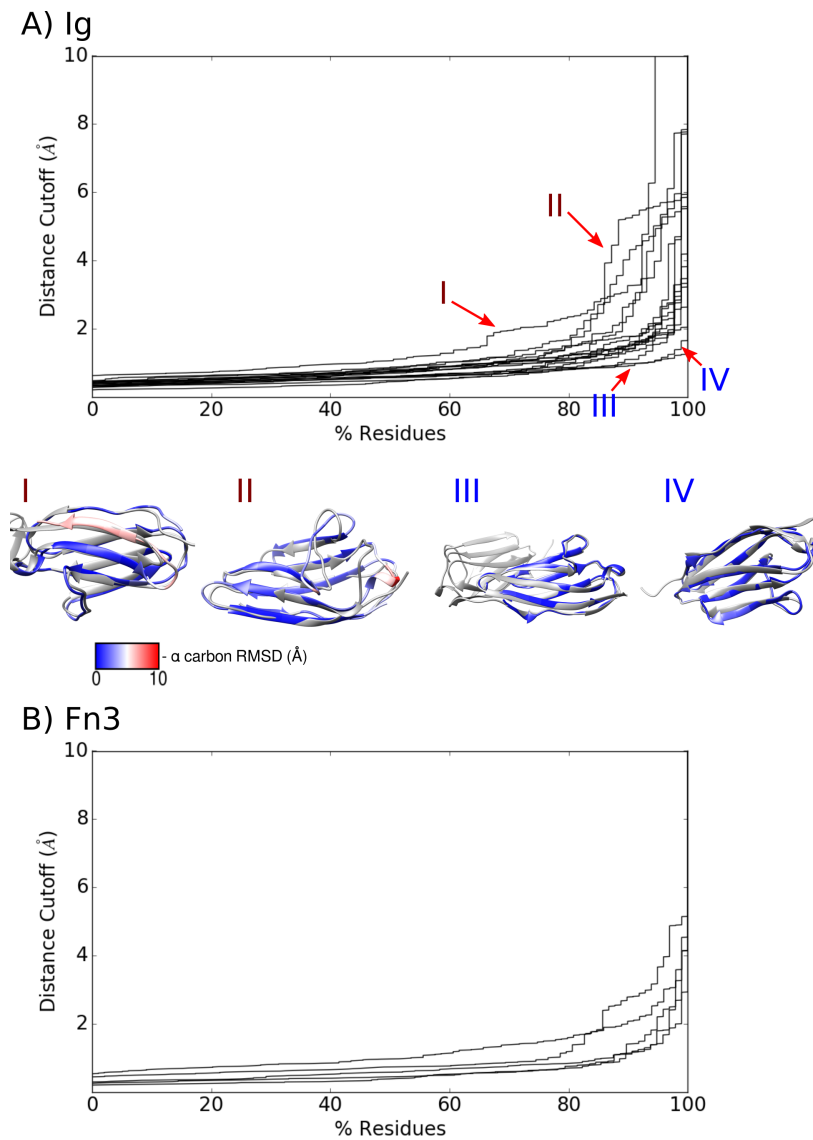 A) Ig
Distance Cutoff (Å)
10
8
6
4
2
II
I
III
IV
0 20 40 60 80 100
% Residues
I II III IV
- α carbon RMSD (Å)
0 10
B) Fn3
Distance Cutoff (Å)
10
8
6
4
2
0 20 40 60 80 100
% Residues